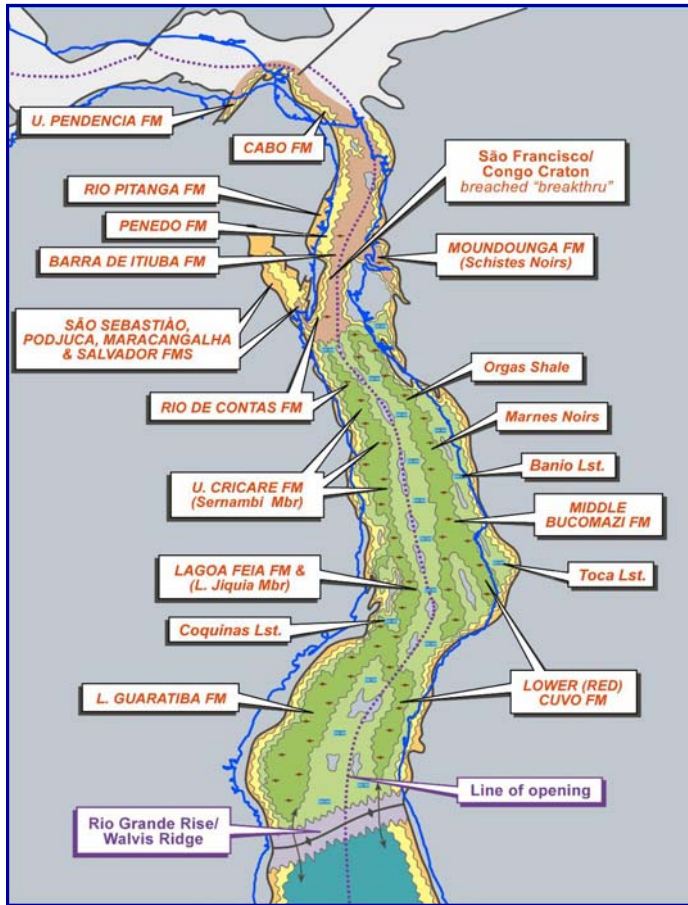 U. PENDENCIA FM
CABO FM
São Francisco/
Congo Craton
breached "breakthru"
RIO PITANGA FM
PENEDO FM
BARRA DE ITIUBA FM
MOUNDOUNGA FM
(Schistes Noirs)
SÃO SEBASTIÀO,
PODJUCA, MARACANGALHA
& SALVADOR FMS
Orgas Shale
RIO DE CONTAS FM
Marnes Noirs
Banio Lst.
U. CRICARE FM
(Sernambi Mbr)
MIDDLE
BUCOMAZI FM
LAGOA FEIA FM &
(L. Jiquia Mbr)
Toca Lst.
Coquinas Lst.
L. GUARATIBA FM
LOWER (RED)
CUVO FM
Line of opening
Rio Grande Rise/
Walvis Ridge